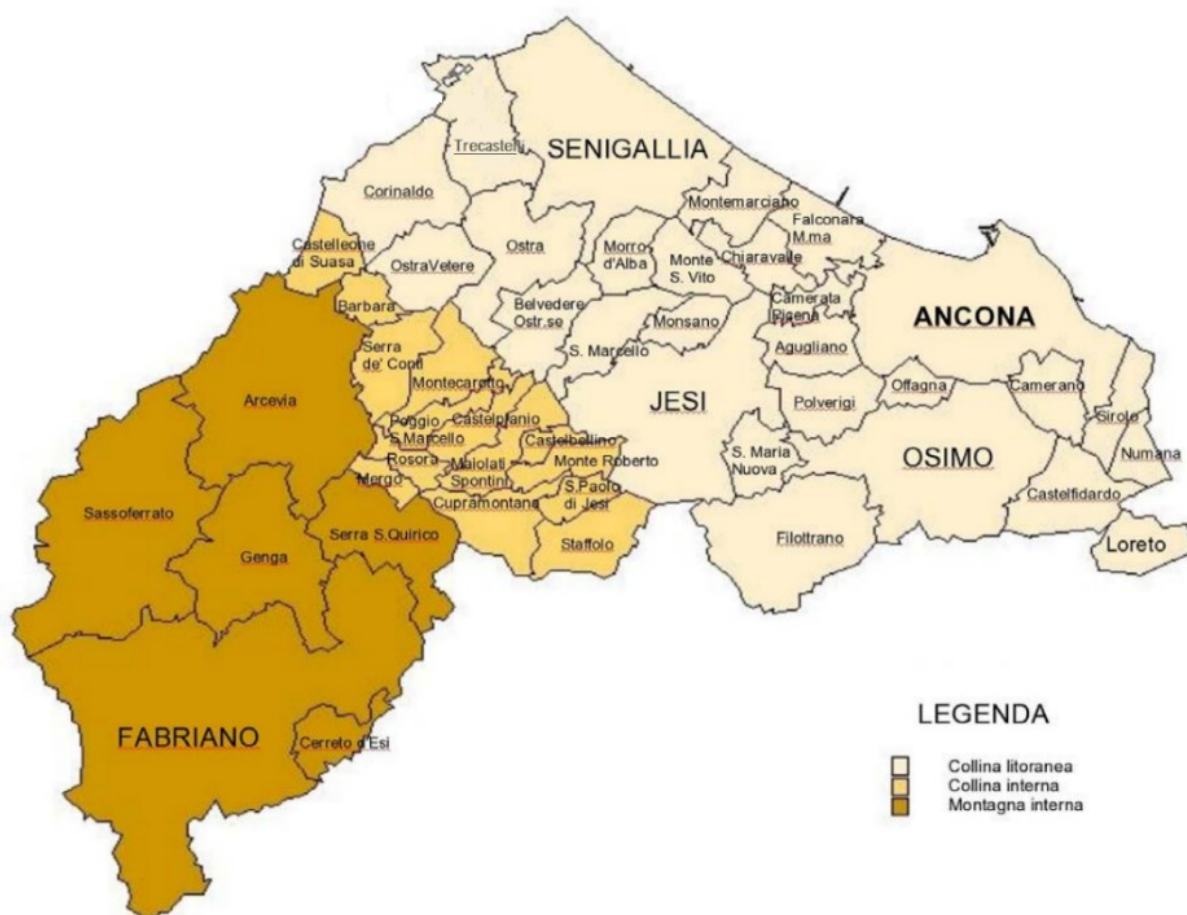 Trecastelli
SENIGALLIA
Corinaldo
Montemarciano
Falconara
M.ma
Castelleone
di Suasa
Ostra
Morro
d'Alba
Monte
S. Vito
Chiaravalle
OstraVetere
Barbara
Belvedere
Ostr.se
Monsano
Camerata
Picena
ANCONA
Serra
de' Conti
S. Marcello
Agugliano
Montecarotto
Arcevia
JESI
Polverigi
Offagna
Camerano
Sirolo
Poggio
S.Marcello
Castelplanio
Castelbellino
Rosora
Maiolati
Spontini
Monte Roberto
S. Maria
Nuova
OSIMO
Numana
Mergo
Cupramontana
S.Paolo
di Jesi
Castelfidardo
Sassoferrato
Genga
Serra S.Quirico
Staffolo
Filottrano
Loreto
FABRIANO
Cerreto d'Esi
LEGENDA
Collina litoranea
Collina interna
Montagna interna